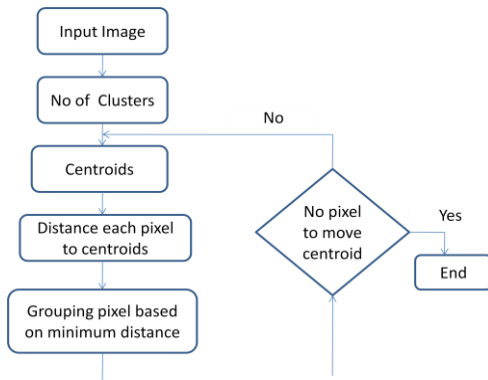 Input Image
No of Clusters
No
Centroids
Distance each pixel
to centroids
No pixel
to move
centroid
Yes
End
Grouping pixel based
on minimum distance